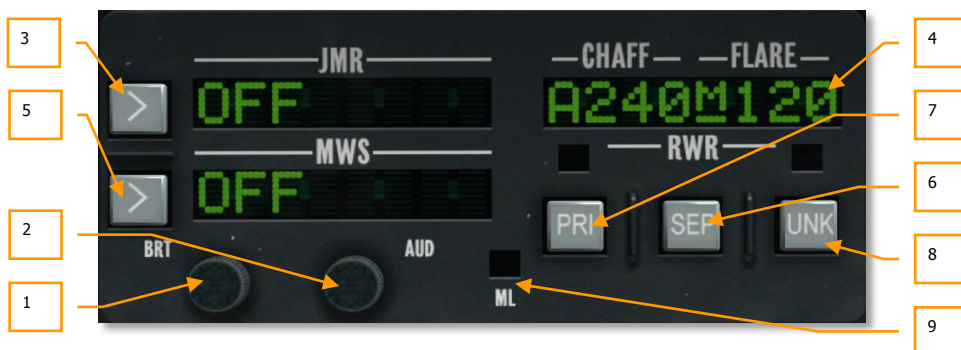 3
4
5
7
2
6
1
8
9
JMR
CHAFF FLARE
> OFF
A240M120
MWS
RWR
> OFF
PRI SEP UNK
BRT AUD
ML